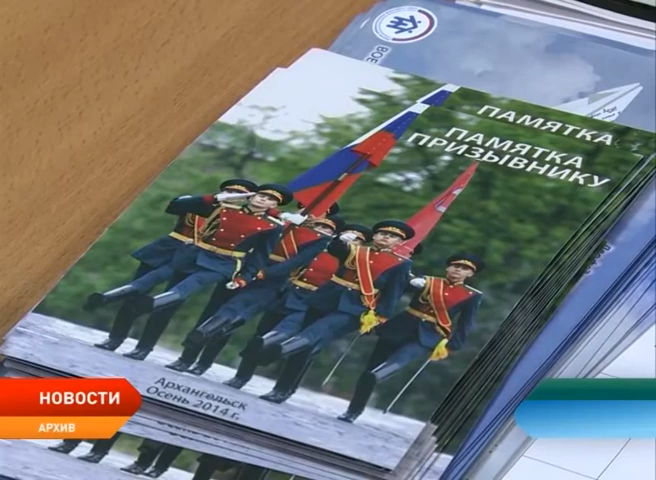 ПАМЯТКА
ПАМЯТКА
ПРИЗЫВНИКУ
Архангельск
Осень 2014 г.
НОВОСТИ
АРХИВ